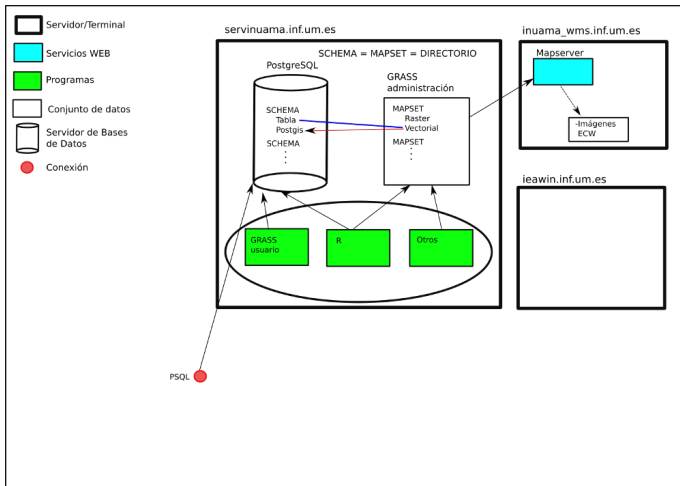 Servidor/Terminal
Servicios WEB
Programas
Conjunto de datos
Servidor de Bases
de Datos
Conexión
servinuama.inf.um.es
SCHEMA = MAPSET = DIRECTORIO
PostgreSQL
SCHEMA
Tabla
Postgis
SCHEMA
GRASS
administración
MAPSET
Raster
Vectorial
MAPSET
GRASS
usuario
R
Otros
PSQL
inuama_wms.inf.um.es
Mapserver
-Imágenes
ECW
ieawin.inf.um.es